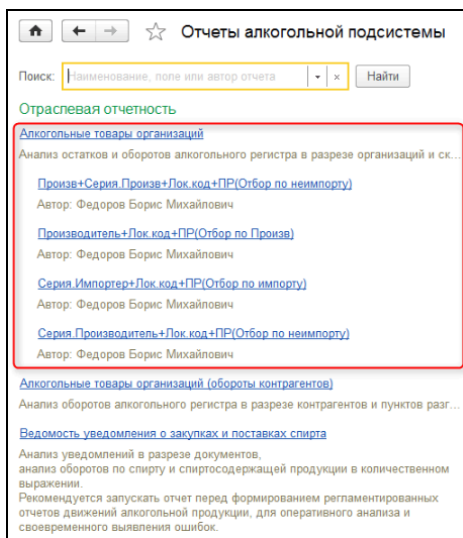 Отчеты алкогольной подсистемы
Поиск: Наименование, поле или автор отчета Найти
Отраслевая отчетность
Алкогольные товары организаций
Анализ остатков и оборотов алкогольного регистра в разрезе организаций и ск...
Произв+Серия.Произв+Лок.код+ПР(Отбор по неимпорту)
Автор: Федоров Борис Михайлович
Производитель+Лок.код+ПР(Отбор по Произв)
Автор: Федоров Борис Михайлович
Серия.Импортер+Лок.код+ПР(Отбор по импорту)
Автор: Федоров Борис Михайлович
Серия.Производитель+Лок.код+ПР(Отбор по неимпорту)
Автор: Федоров Борис Михайлович
Алкогольные товары организаций (обороты контрагентов)
Анализ оборотов алкогольного регистра в разрезе контрагентов и пунктов разг...
Ведомость уведомления о закупках и поставках спирта
Анализ уведомлений в разрезе документов,
анализ оборотов по спирту и спиртосодержащей продукции в количественном
выражении.
Рекомендуется запускать отчет перед формированием регламентированных
отчетов движений алкогольной продукции, для оперативного анализа и
своевременного выявления ошибок.